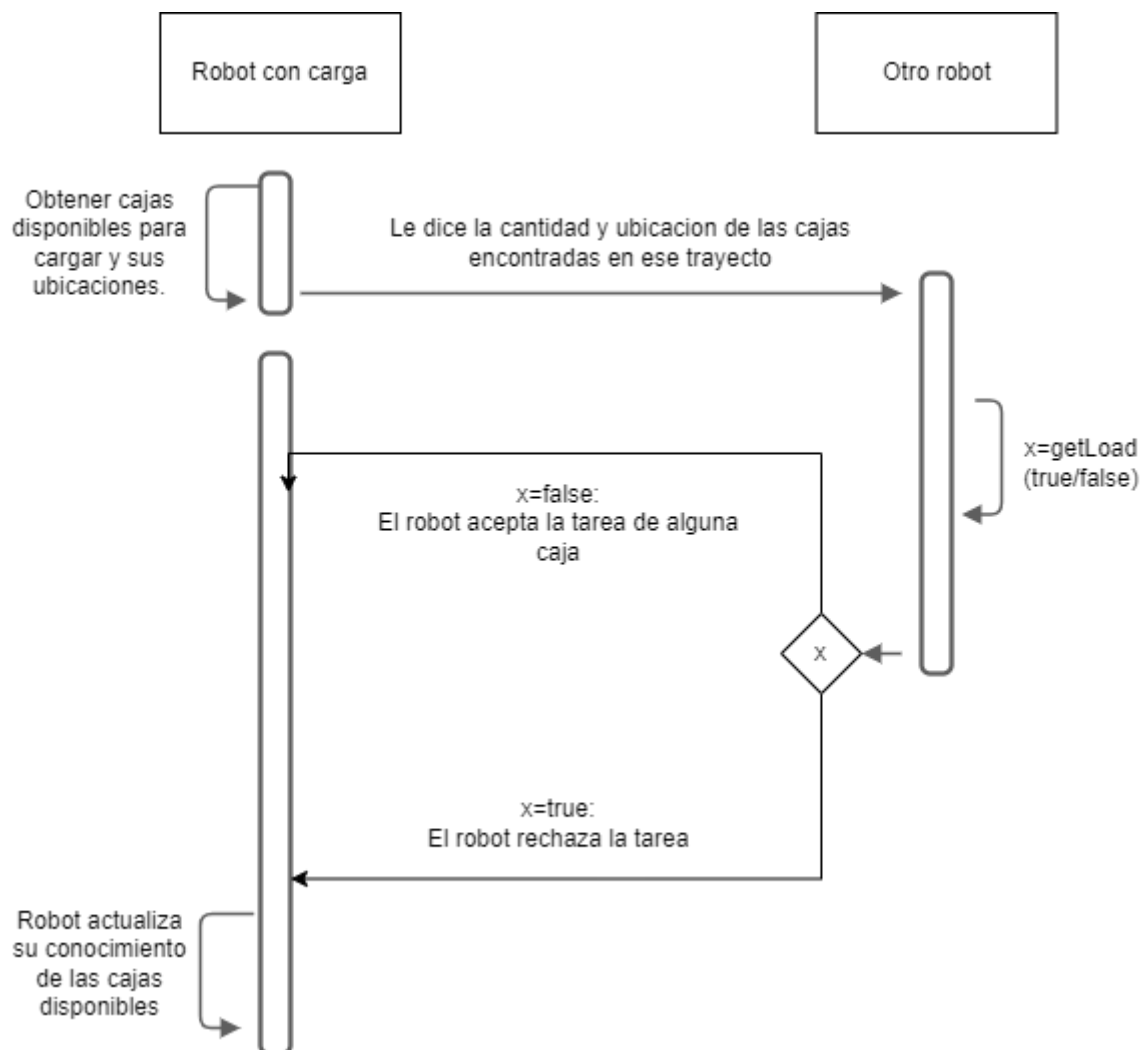 Robot con carga
Otro robot
Obtener cajas
disponibles para
cargar y sus
ubicaciones.
Le dice la cantidad y ubicacion de las cajas
encontradas en ese trayecto
x=getLoad
(true/false)
x=false:
El robot acepta la tarea de alguna
caja
x
x=true:
El robot rechaza la tarea
Robot actualiza
su conocimiento
de las cajas
disponibles